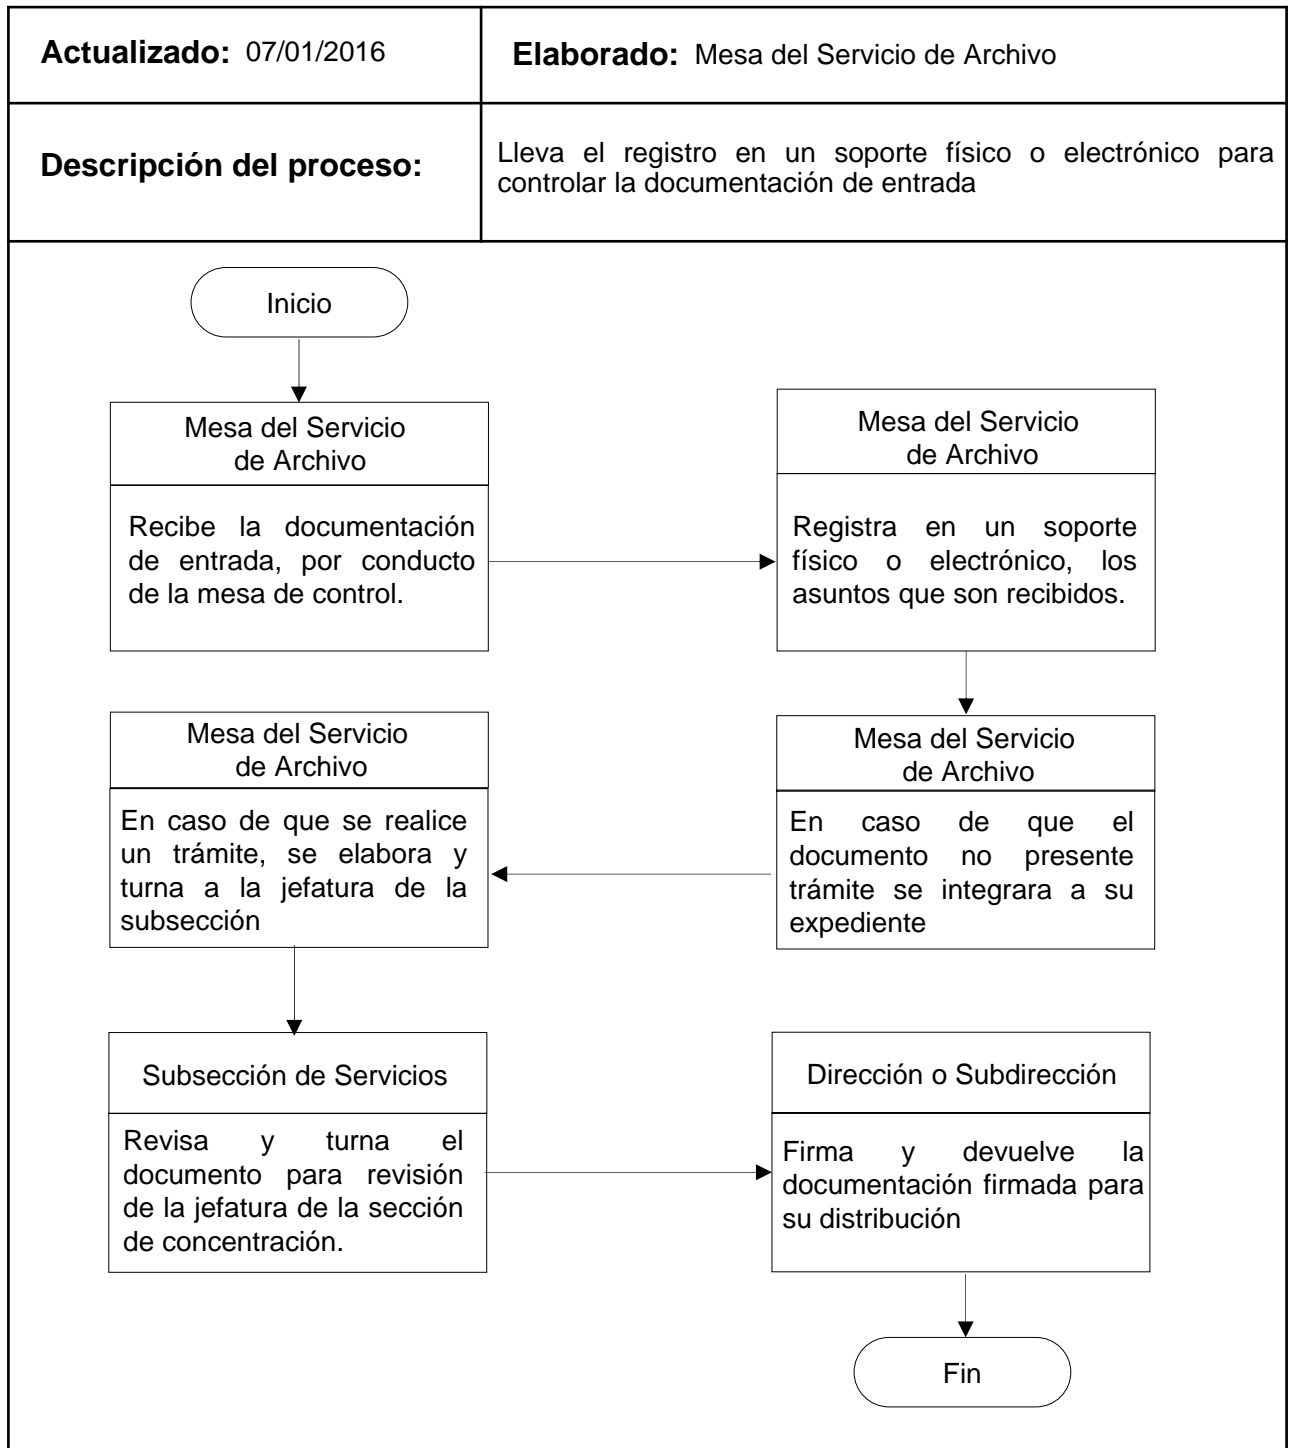 Actualizado: 07/01/2016
Elaborado: Mesa del Servicio de Archivo
Descripción del proceso:
Lleva el registro en un soporte físico o electrónico para
controlar la documentación de entrada
Inicio
Mesa del Servicio
de Archivo
Recibe la documentación
de entrada, por conducto
de la mesa de control.
Mesa del Servicio
de Archivo
Registra en un soporte
físico o electrónico, los
asuntos que son recibidos.
Mesa del Servicio
de Archivo
En caso de que el
documento no presente
trámite se integrara a su
expediente
Mesa del Servicio
de Archivo
En caso de que se realice
un trámite, se elabora y
turna a la jefatura de la
subsección
Subsección de Servicios
Revisa y turna el
documento para revisión
de la jefatura de la sección
de concentración.
Dirección o Subdirección
Firma y devuelve la
documentación firmada para
su distribución
Fin